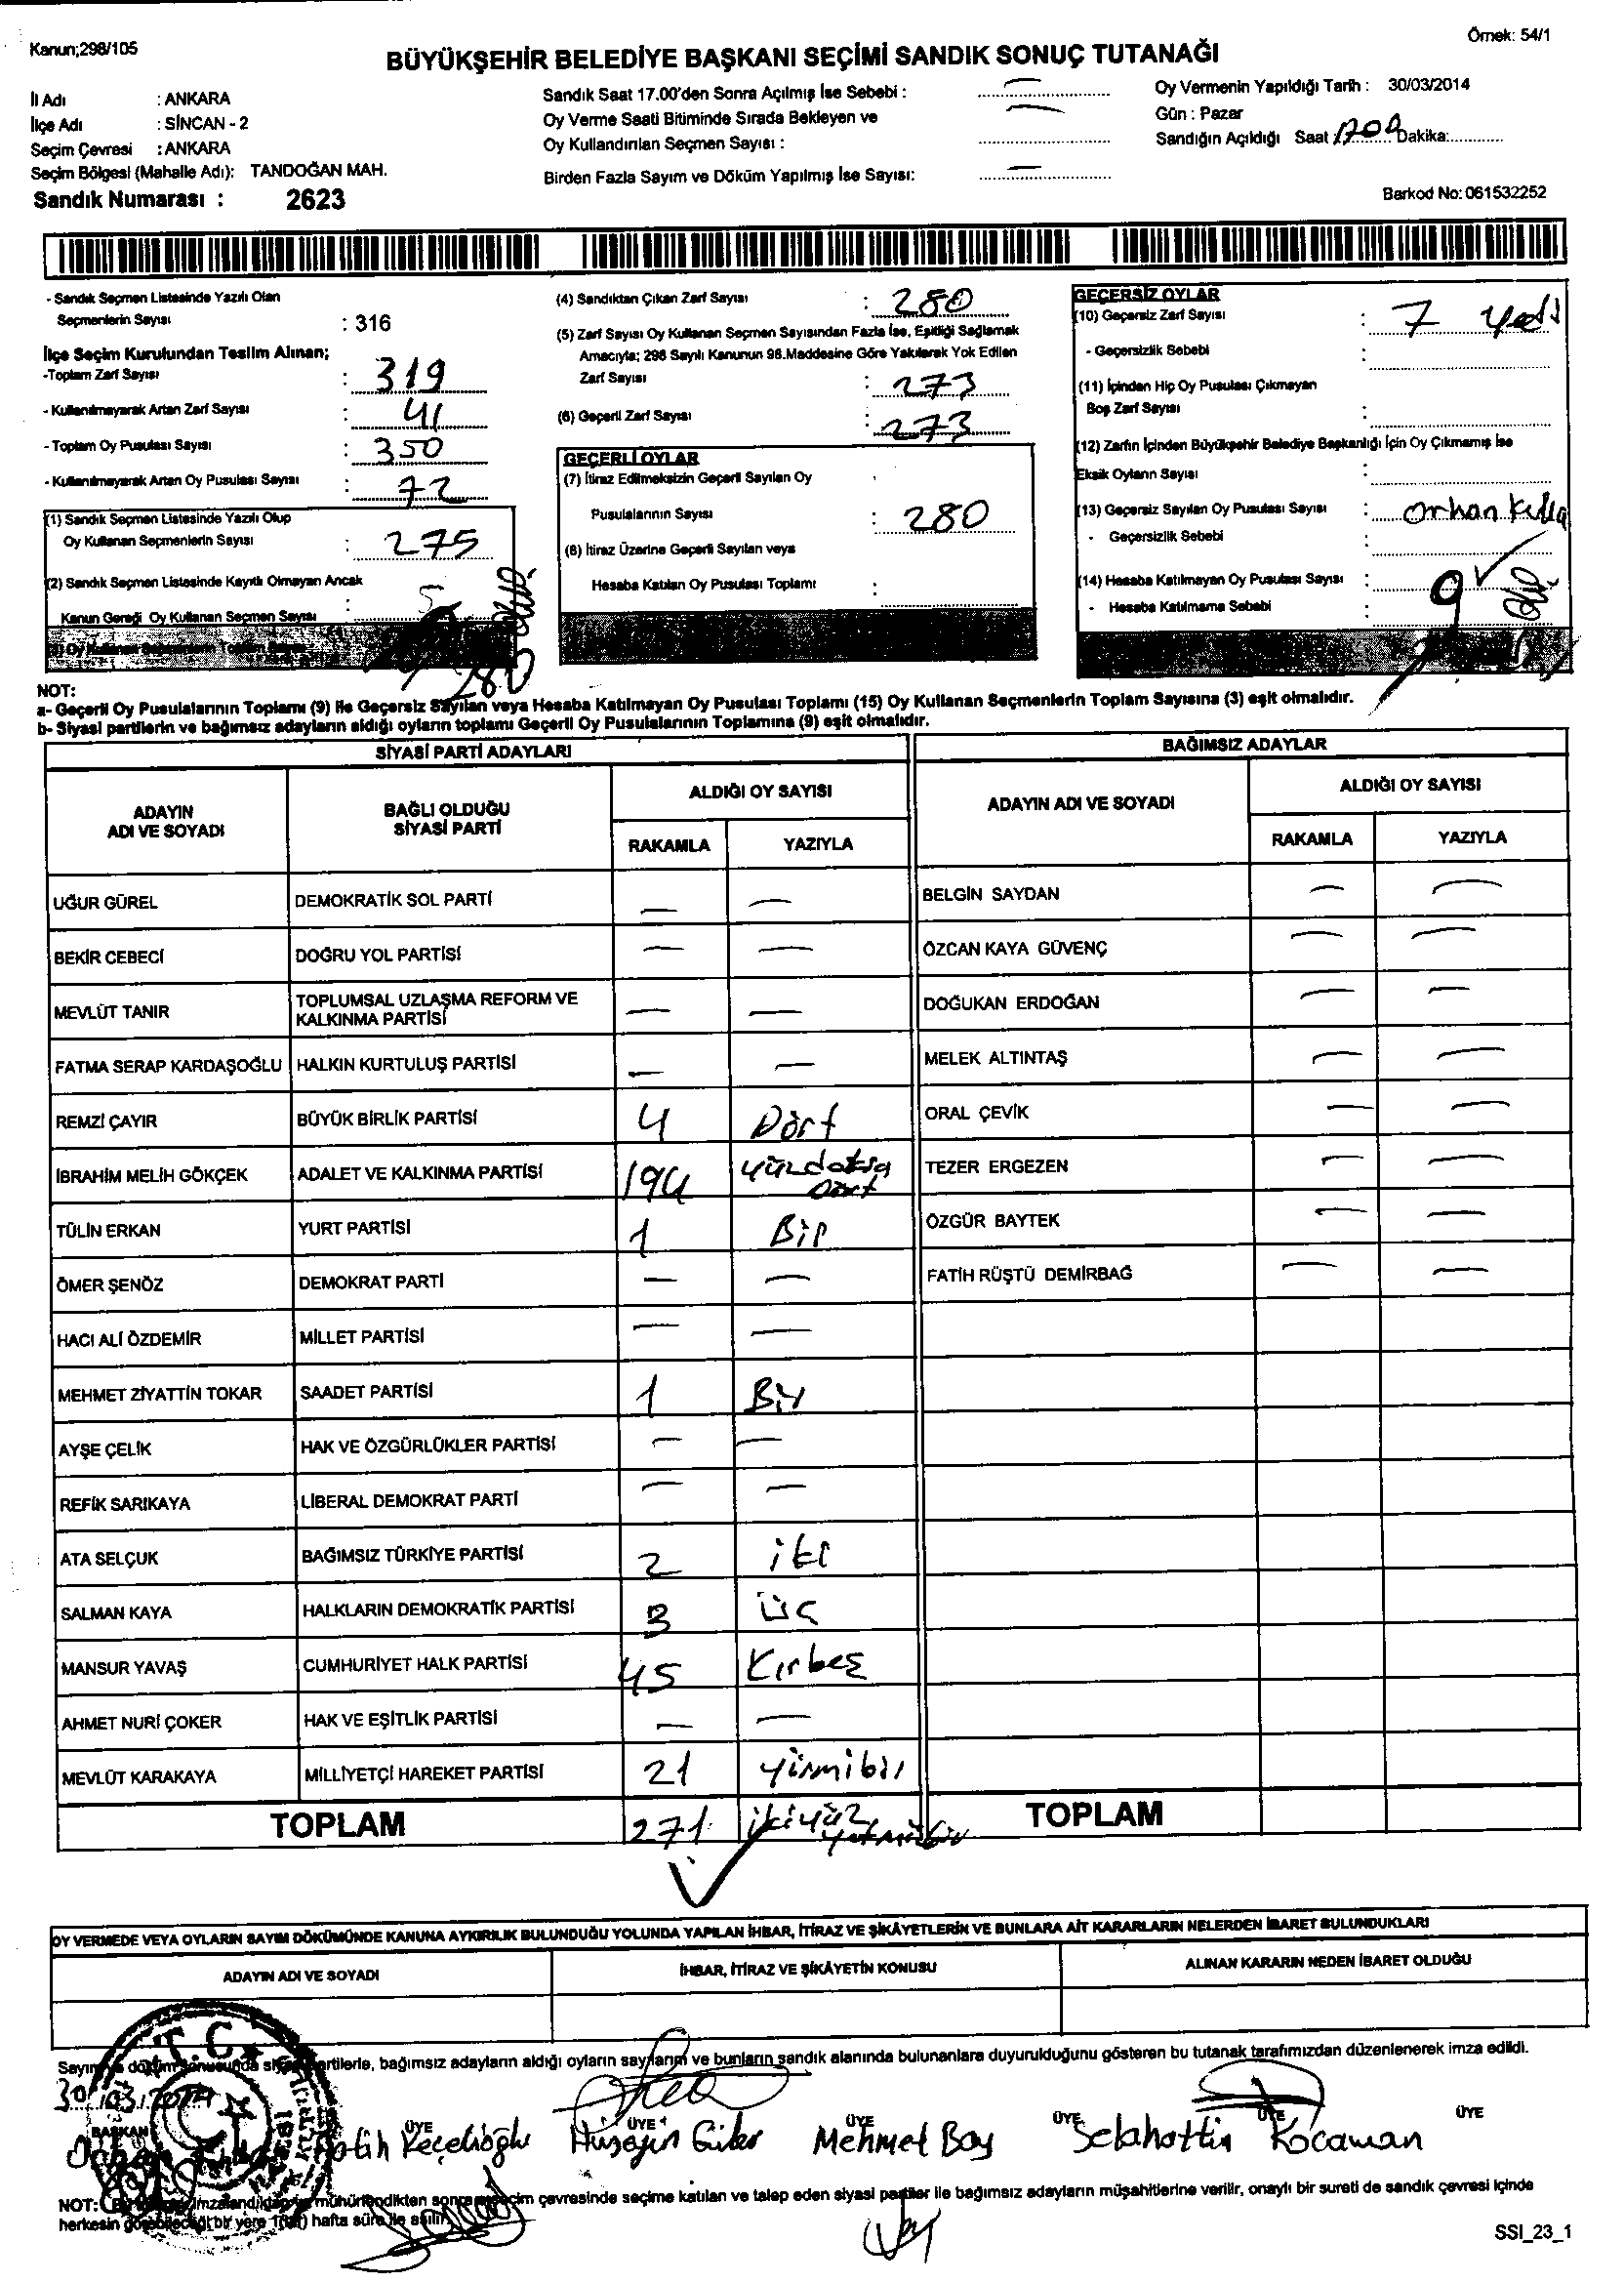 Kanun;298/105
Örnek: 54/1
BÜYÜKŞEHİR BELEDİYE BAŞKANI SEÇİMİ SANDIK SONUÇ TUTANAĞI
İl Adı : ANKARA
İlçe Adı : SİNCAN - 2
Seçim Çevresi : ANKARA
Seçim Bölgesi (Mahalle Adı): TANDOĞAN MAH.
Sandık Numarası : 2623
Sandık Saat 17.00'den Sonra Açılmış İse Sebebi :
Oy Verme Saati Bitiminde Sırada Bekleyen ve
Oy Kullandırılan Seçmen Sayısı :
Birden Fazla Sayım ve Döküm Yapılmış İse Sayısı:
Oy Vermenin Yapıldığı Tarih : 30/03/2014
Gün : Pazar
Sandığın Açıldığı Saat Dakika:
Barkod No: 061532252
- Sandık Seçmen Listesinde Yazılı Olan
Seçmenlerin Sayısı : 316
İlçe Seçim Kurulundan Teslim Alınan;
-Toplam Zarf Sayısı : 319
- Kullanılmayarak Artan Zarf Sayısı : 41
- Toplam Oy Pusulası Sayısı : 350
- Kullanılmayarak Artan Oy Pusulası Sayısı : 72
(1) Sandık Seçmen Listesinde Yazılı Olup
Oy Kullanan Seçmenlerin Sayısı : 275
(2) Sandık Seçmen Listesinde Kayıtlı Olmayan Ancak
Kanun Gereği Oy Kullanan Seçmen Sayısı : 5
280
(4) Sandıktan Çıkan Zarf Sayısı : 280
(5) Zarf Sayısı Oy Kullanan Seçmen Sayısından Fazla İse, Eşitliği Sağlamak
Amacıyla; 298 Sayılı Kanunun 98.Maddesine Göre Yakılarak Yok Edilen
Zarf Sayısı : 273
(6) Geçerli Zarf Sayısı : 273
GEÇERLİ OYLAR
(7) İtiraz Edilmeksizin Geçerli Sayılan Oy
Pusulalarının Sayısı : 280
(8) İtiraz Üzerine Geçerli Sayılan veya
Hesaba Katılan Oy Pusulası Toplamı :
GEÇERSİZ OYLAR
(10) Geçersiz Zarf Sayısı : 7 yedi
- Geçersizlik Sebebi :
(11) İçinden Hiç Oy Pusulası Çıkmayan
Boş Zarf Sayısı :
(12) Zarfın İçinden Büyükşehir Belediye Başkanlığı İçin Oy Çıkmamış İse
Eksik Oyların Sayısı :
(13) Geçersiz Sayılan Oy Pusulası Sayısı : Orhan
- Geçersizlik Sebebi :
(14) Hesaba Katılmayan Oy Pusulası Sayısı : 9
- Hesaba Katılmama Sebebi :
NOT:
a- Geçerli Oy Pusulalarının Toplamı (9) ile Geçersiz Sayılan veya Hesaba Katılmayan Oy Pusulası Toplamı (15) Oy Kullanan Seçmenlerin Toplam Sayısına (3) eşit olmalıdır.
b- Siyasi partilerin ve bağımsız adayların aldığı oyların toplamı Geçerli Oy Pusulalarının Toplamına (9) eşit olmalıdır.
SİYASİ PARTİ ADAYLARI
BAĞIMSIZ ADAYLAR
ADAYIN ADI VE SOYADI
BAĞLI OLDUĞU SİYASİ PARTİ
ALDIĞI OY SAYISI
RAKAMLA YAZIYLA
ADAYIN ADI VE SOYADI
ALDIĞI OY SAYISI
RAKAMLA YAZIYLA
UĞUR GÜREL DEMOKRATİK SOL PARTİ — — BELGİN SAYDAN — —
BEKİR CEBECİ DOĞRU YOL PARTİSİ — — ÖZCAN KAYA GÜVENÇ — —
MEVLÜT TANIR TOPLUMSAL UZLAŞMA REFORM VE KALKINMA PARTİSİ — — DOĞUKAN ERDOĞAN — —
FATMA SERAP KARDAŞOĞLU HALKIN KURTULUŞ PARTİSİ — — MELEK ALTINTAŞ — —
REMZİ ÇAYIR BÜYÜK BİRLİK PARTİSİ 4 Dört ORAL ÇEVİK — —
İBRAHİM MELİH GÖKÇEK ADALET VE KALKINMA PARTİSİ 194 Dört TEZER ERGEZEN — —
TÜLİN ERKAN YURT PARTİSİ 1 Bir ÖZGÜR BAYTEK — —
ÖMER ŞENÖZ DEMOKRAT PARTİ — — FATİH RÜŞTÜ DEMİRBAĞ — —
HACI ALİ ÖZDEMİR MİLLET PARTİSİ — —
MEHMET ZİYATTİN TOKAR SAADET PARTİSİ 1 Bir
AYŞE ÇELİK HAK VE ÖZGÜRLÜKLER PARTİSİ — —
REFİK SARIKAYA LİBERAL DEMOKRAT PARTİ — —
ATA SELÇUK BAĞIMSIZ TÜRKİYE PARTİSİ 2 iki
SALMAN KAYA HALKLARIN DEMOKRATİK PARTİSİ 3 üç
MANSUR YAVAŞ CUMHURİYET HALK PARTİSİ 45 Kırbeş
AHMET NURİ ÇOKER HAK VE EŞİTLİK PARTİSİ — —
MEVLÜT KARAKAYA MİLLİYETÇİ HAREKET PARTİSİ 21 yirmibir
TOPLAM 271 ikiyüz yetmişbir TOPLAM
OY VERMEDE VEYA OYLARIN SAYIM DÖKÜMÜNDE KANUNA AYKIRILIK BULUNDUĞU YOLUNDA YAPILAN İHBAR, İTİRAZ VE ŞİKÂYETLERİN VE BUNLARA AİT KARARLARIN NELERDEN İBARET BULUNDUKLARI
ADAYIN ADI VE SOYADI İHBAR, İTİRAZ VE ŞİKÂYETİN KONUSU ALINAN KARARIN NEDEN İBARET OLDUĞU
T.C
Sayım ve döküm sonucunda siyasi partilerle, bağımsız adayların aldığı oyların sayılarını ve bunların sandık alanında bulunanlara duyurulduğunu gösteren bu tutanak tarafımızdan düzenlenerek imza edildi.
30/03/2014
BAŞKAN ÜYE ÜYE ÜYE ÜYE ÜYE ÜYE
Fatih Keçelioğlu Hüseyin Mehmet Boy Selahattin Kocaman
NOT: imzalandıktan ve mühürlendikten sonra seçim çevresinde seçime katılan ve talep eden siyasi partiler ile bağımsız adayların müşahitlerine verilir, onaylı bir sureti de sandık çevresi içinde
herkesin görebileceği bir yere 1(bir) hafta süre ile asılır.
SSI_23_1